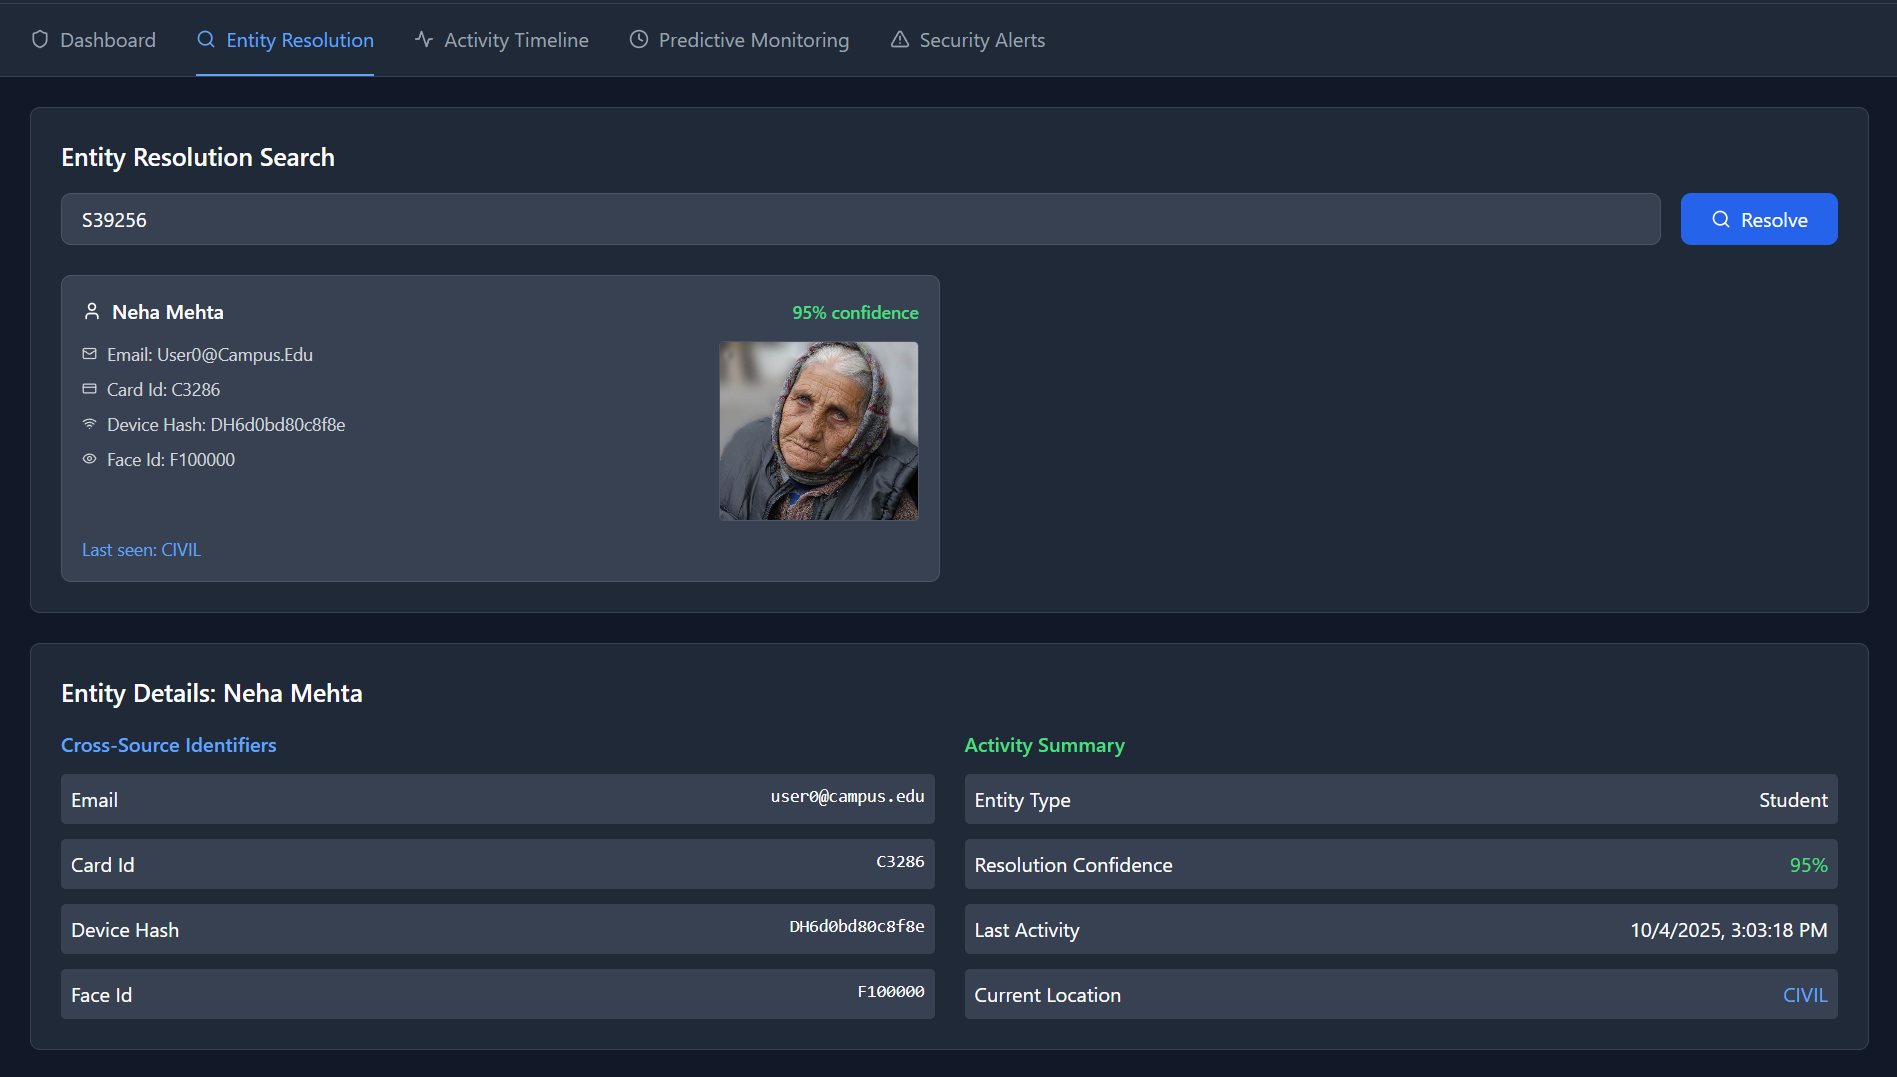 Dashboard
Entity Resolution
Activity Timeline
Predictive Monitoring
Security Alerts
Entity Resolution Search
S39256
Resolve
Neha Mehta
95% confidence
Email: User0@Campus.Edu
Card Id: C3286
Device Hash: DH6d0bd80c8f8e
Face Id: F100000
Last seen: CIVIL
Entity Details: Neha Mehta
Cross-Source Identifiers
Email user0@campus.edu
Card Id C3286
Device Hash DH6d0bd80c8f8e
Face Id F100000
Activity Summary
Entity Type Student
Resolution Confidence 95%
Last Activity 10/4/2025, 3:03:18 PM
Current Location CIVIL